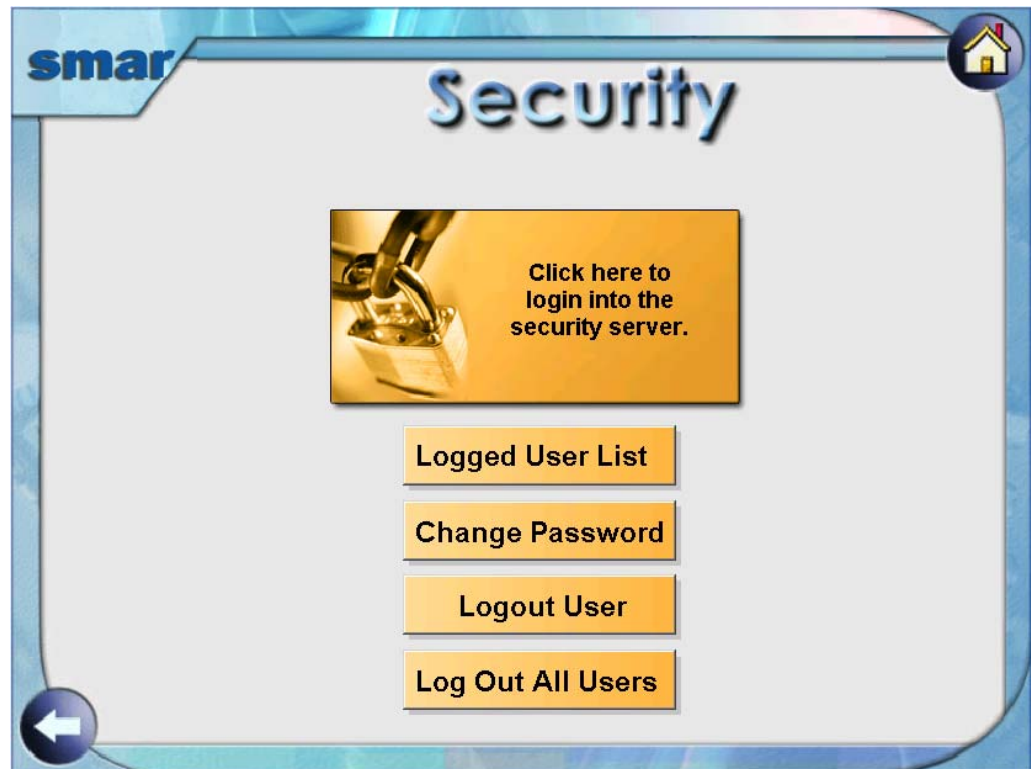 smar
Security
Click here to
login into the
security server.
Logged User List
Change Password
Logout User
Log Out All Users